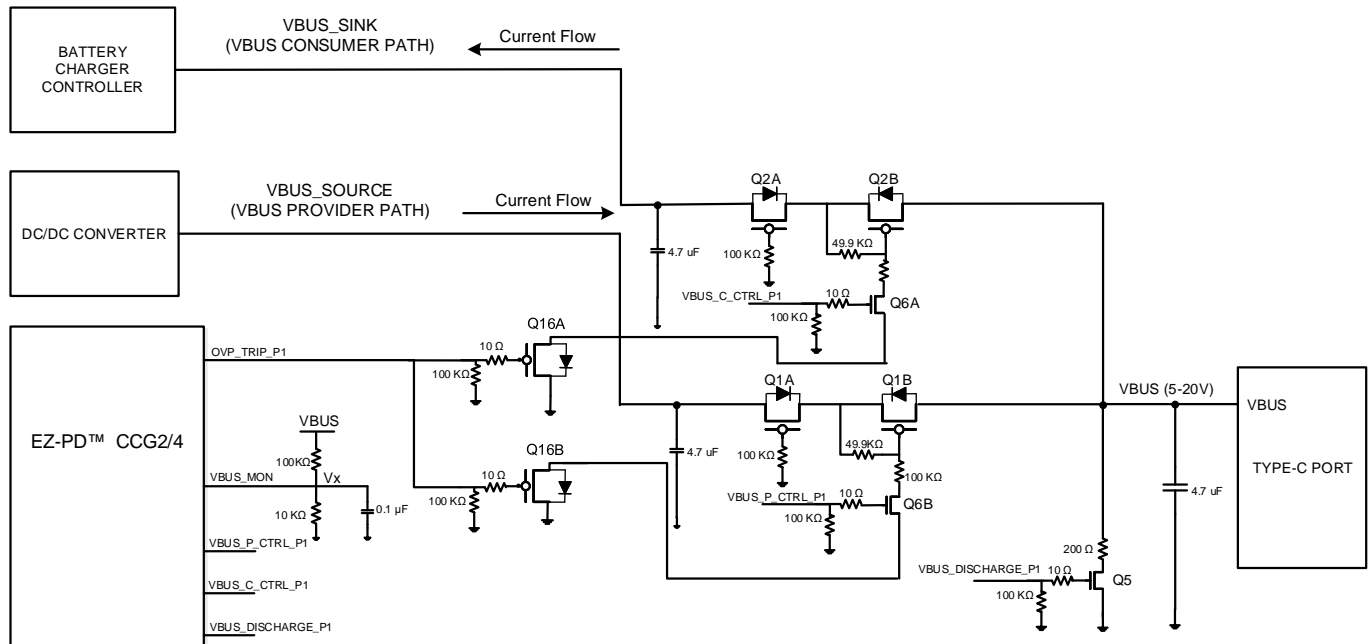 BATTERY
CHARGER
CONTROLLER
VBUS_SINK
(VBUS CONSUMER PATH)
Current Flow
DC/DC CONVERTER
VBUS_SOURCE
(VBUS PROVIDER PATH)
Current Flow
Q2A
Q2B
4.7 uF
100 KΩ
49.9 KΩ
VBUS_C_CTRL_P1
10 Ω
100 KΩ
Q6A
EZ-PD™ CCG2/4
OVP_TRIP_P1
VBUS_MON
VBUS_P_CTRL_P1
VBUS_C_CTRL_P1
VBUS_DISCHARGE_P1
VBUS
100KΩ
Vx
10 KΩ
0.1 µF
Q16A
10 Ω
100 KΩ
Q16B
10 Ω
100 KΩ
Q1A
Q1B
4.7 uF
100 KΩ
49.9KΩ
100 KΩ
VBUS_P_CTRL_P1
10 Ω
100 KΩ
Q6B
VBUS (5-20V)
200 Ω
VBUS_DISCHARGE_P1
10 Ω
100 KΩ
Q5
4.7 uF
VBUS
TYPE-C PORT